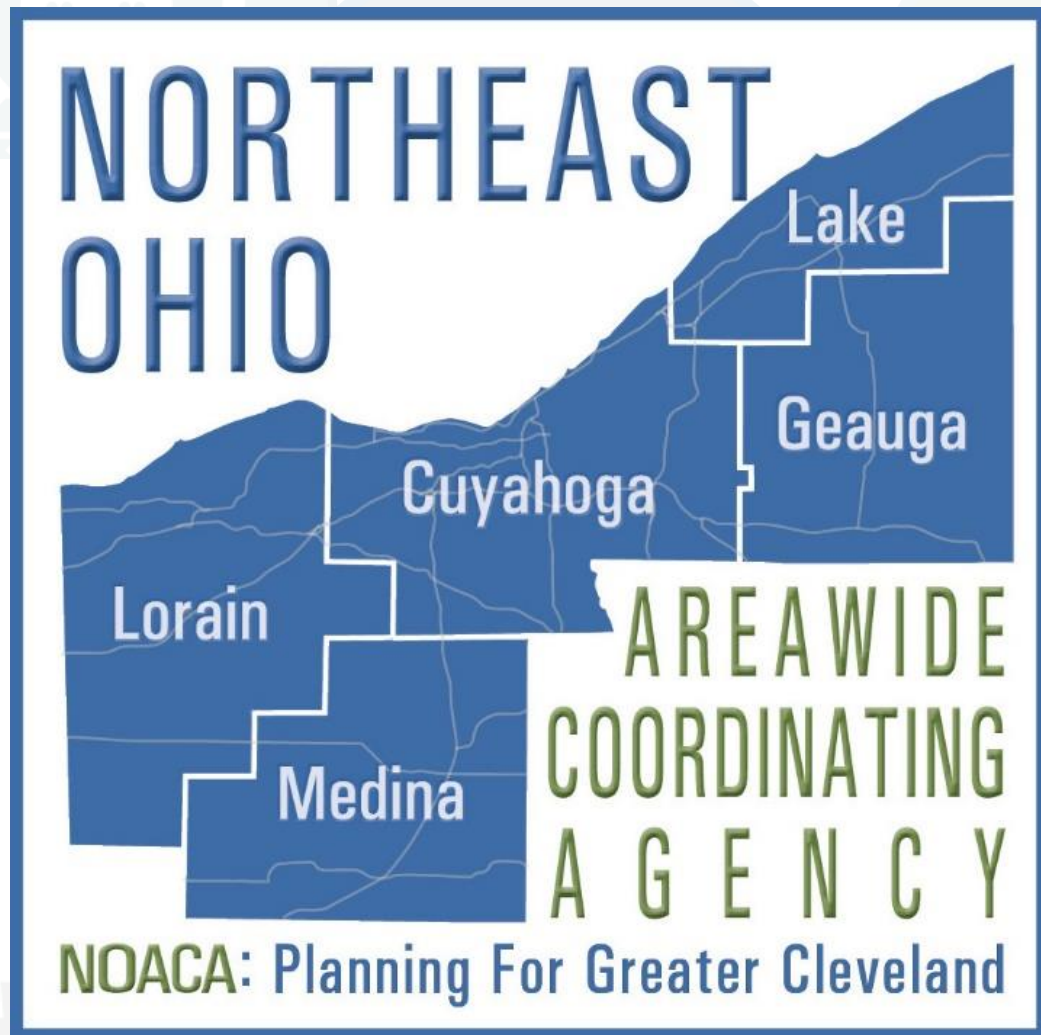 NORTHEAST
OHIO
Lake
Geauga
Cuyahoga
Lorain
Medina
AREAWIDE
COORDINATING
AGENCY
NOACA: Planning For Greater Cleveland